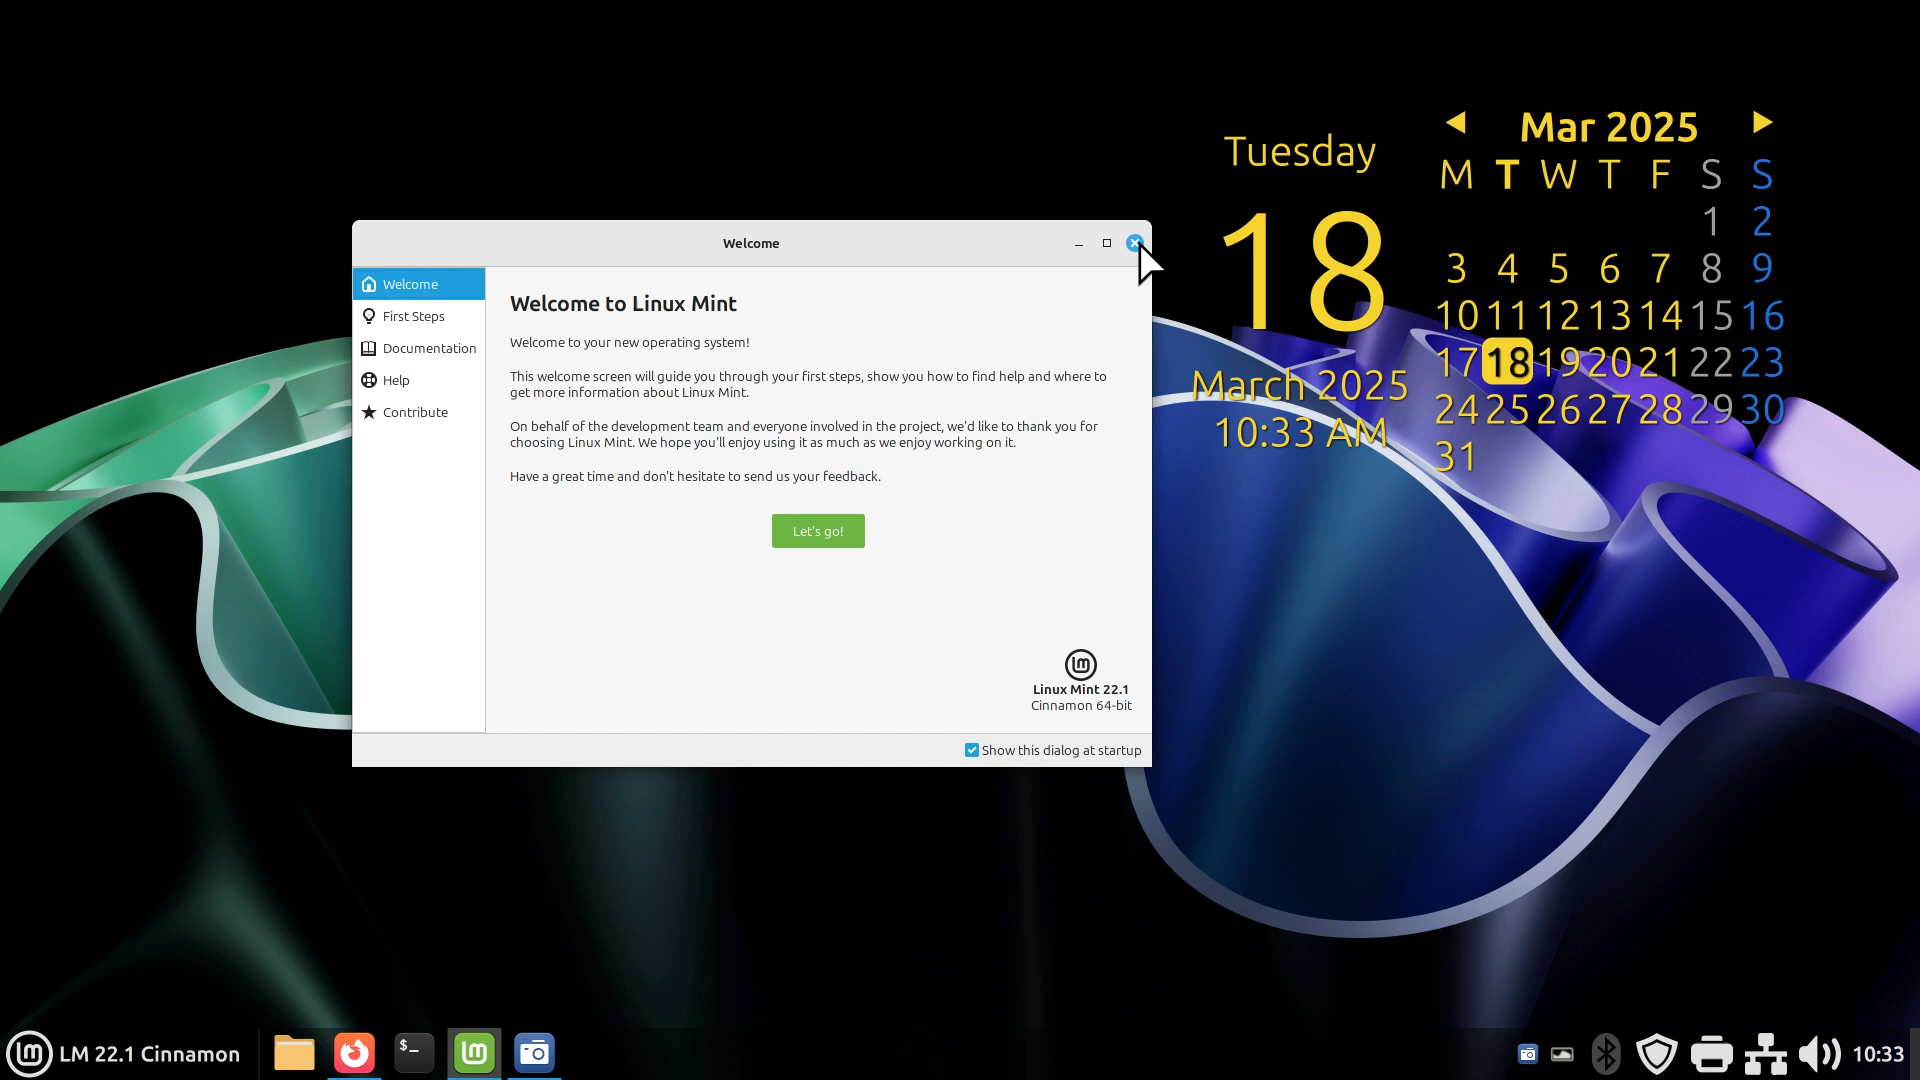 Welcome
Welcome
First Steps
Documentation
Help
Contribute
Welcome to Linux Mint
Welcome to your new operating system!
This welcome screen will guide you through your first steps, show you how to find help and where to
get more information about Linux Mint.
On behalf of the development team and everyone involved in the project, we'd like to thank you for
choosing Linux Mint. We hope you'll enjoy using it as much as we enjoy working on it.
Have a great time and don't hesitate to send us your feedback.
Let's go!
Linux Mint 22.1
Cinnamon 64-bit
Show this dialog at startup
Tuesday
18
March 2025
10:33 AM
Mar 2025
M T W T F S S
1 2
3 4 5 6 7 8 9
10 11 12 13 14 15 16
17 18 19 20 21 22 23
24 25 26 27 28 29 30
31
LM 22.1 Cinnamon
$_
10:33